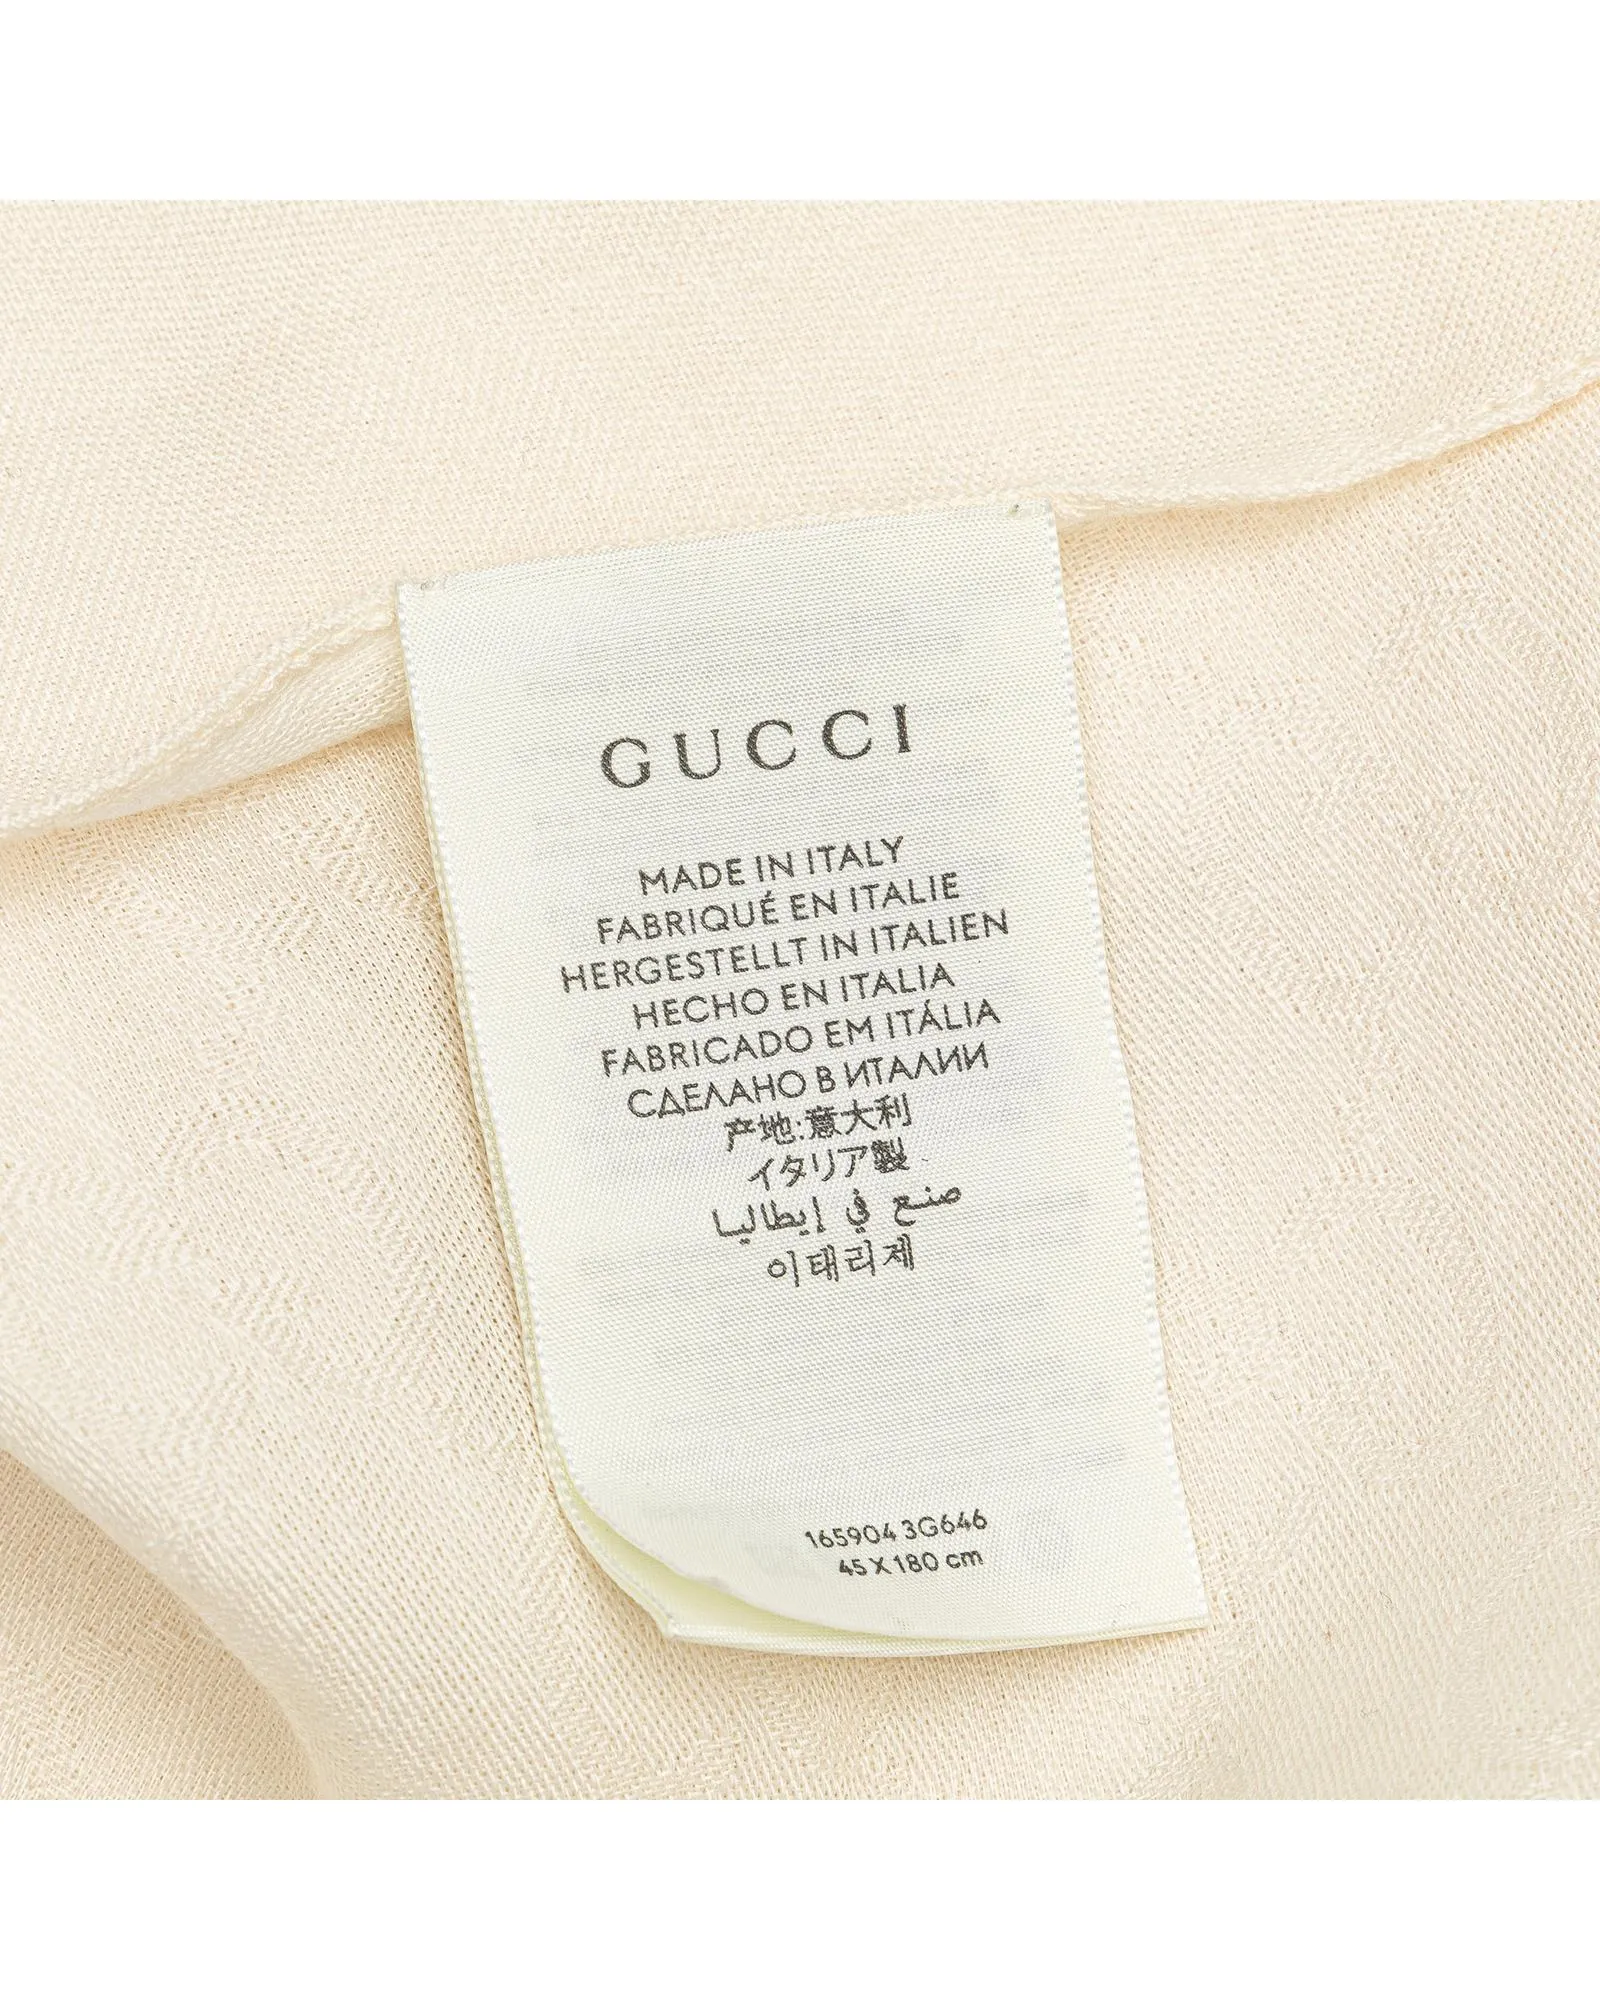 GUCCI
MADE IN ITALY
FABRIQUÉ EN ITALIE
HERGESTELLT IN ITALIEN
HECHO EN ITALIA
FABRICADO EM ITÁLIA
СДЕЛАНО В ИТАЛИИ
产地:意大利
イタリア製
صنع في إيطاليا
이태리제
165904 3G646
45 X 180 cm